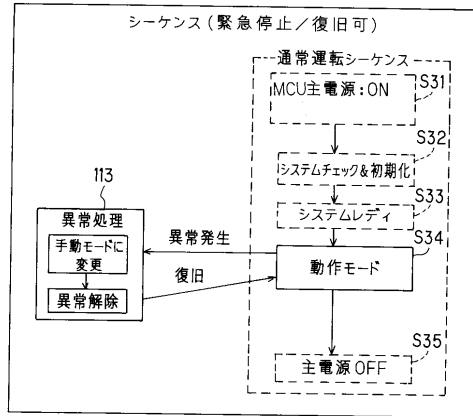 シーケンス(緊急停止/復旧可)
通常運転シーケンス
MCU主電源:ON
S31
システムチェック&初期化
S32
システムレディ
S33
動作モード
S34
主電源OFF
S35
113
異常処理
手動モードに
変更
異常解除
異常発生
復旧